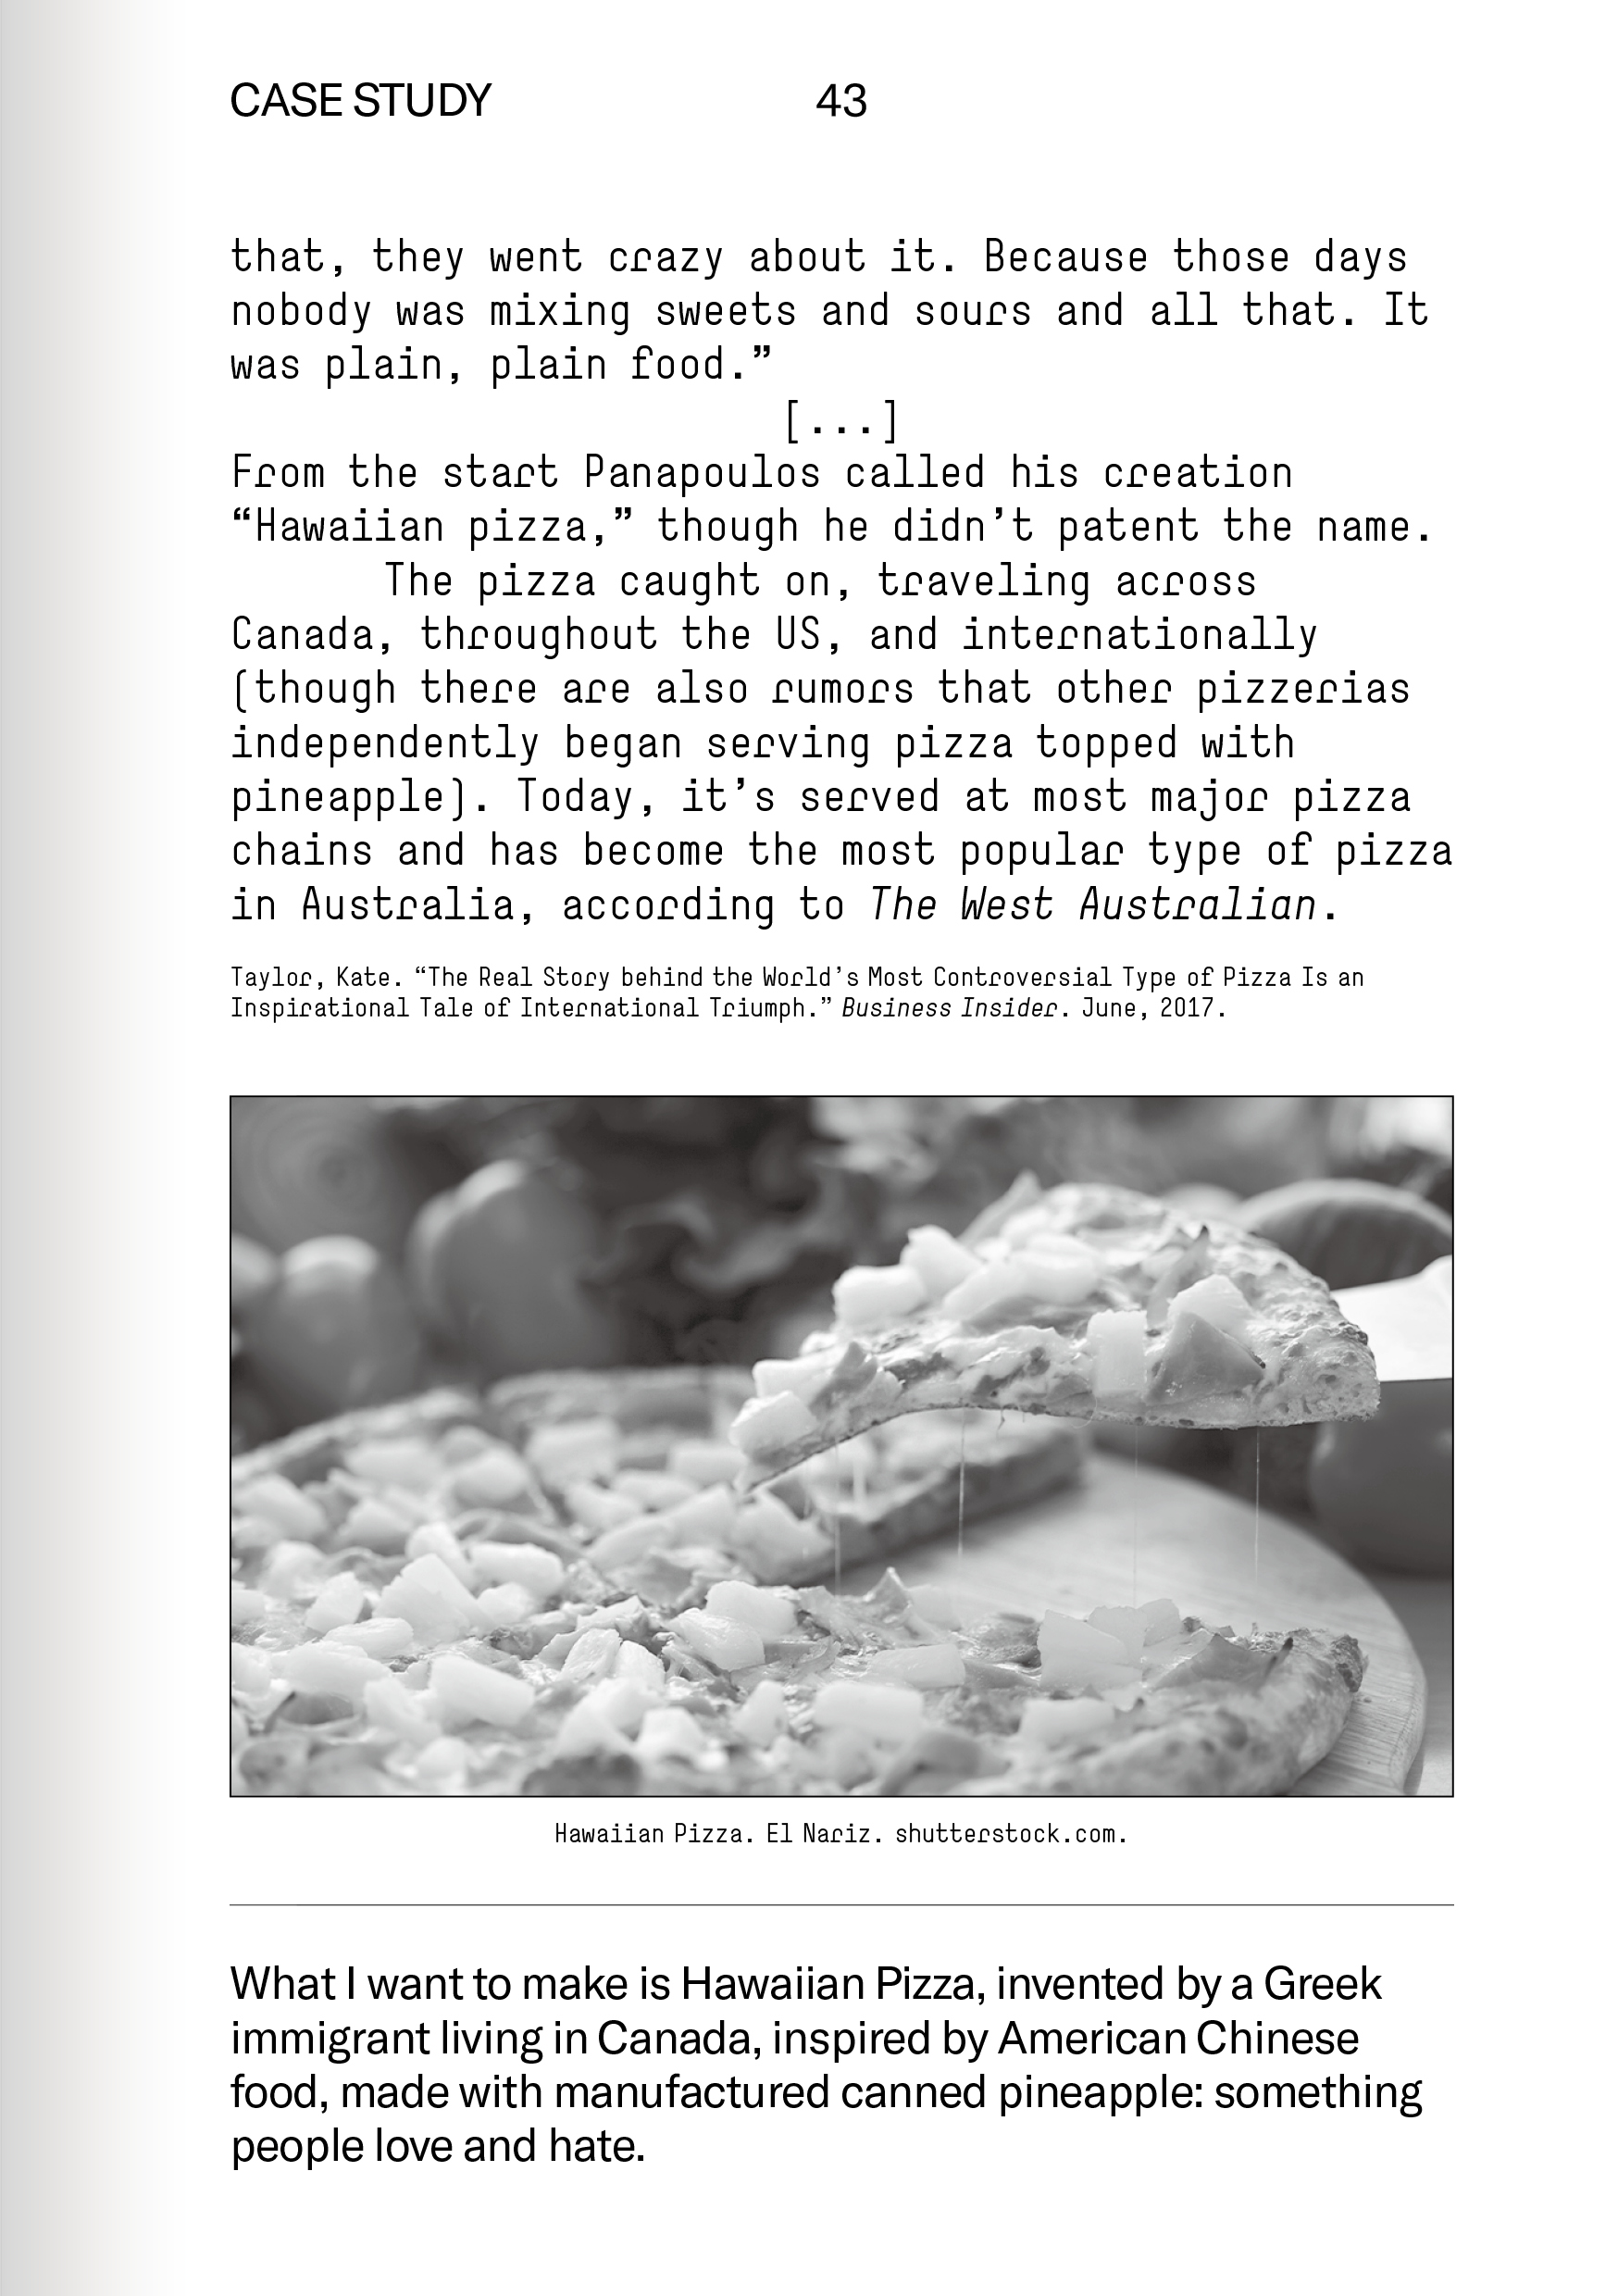 CASE STUDY 43
that, they went crazy about it. Because those days
nobody was mixing sweets and sours and all that. It
was plain, plain food.”
[...]
From the start Panapoulos called his creation
“Hawaiian pizza,” though he didn’t patent the name.
The pizza caught on, traveling across
Canada, throughout the US, and internationally
(though there are also rumors that other pizzerias
independently began serving pizza topped with
pineapple). Today, it’s served at most major pizza
chains and has become the most popular type of pizza
in Australia, according to The West Australian.
Taylor, Kate. “The Real Story behind the World’s Most Controversial Type of Pizza Is an
Inspirational Tale of International Triumph.” Business Insider. June, 2017.
Hawaiian Pizza. El Nariz. shutterstock.com.
What I want to make is Hawaiian Pizza, invented by a Greek
immigrant living in Canada, inspired by American Chinese
food, made with manufactured canned pineapple: something
people love and hate.